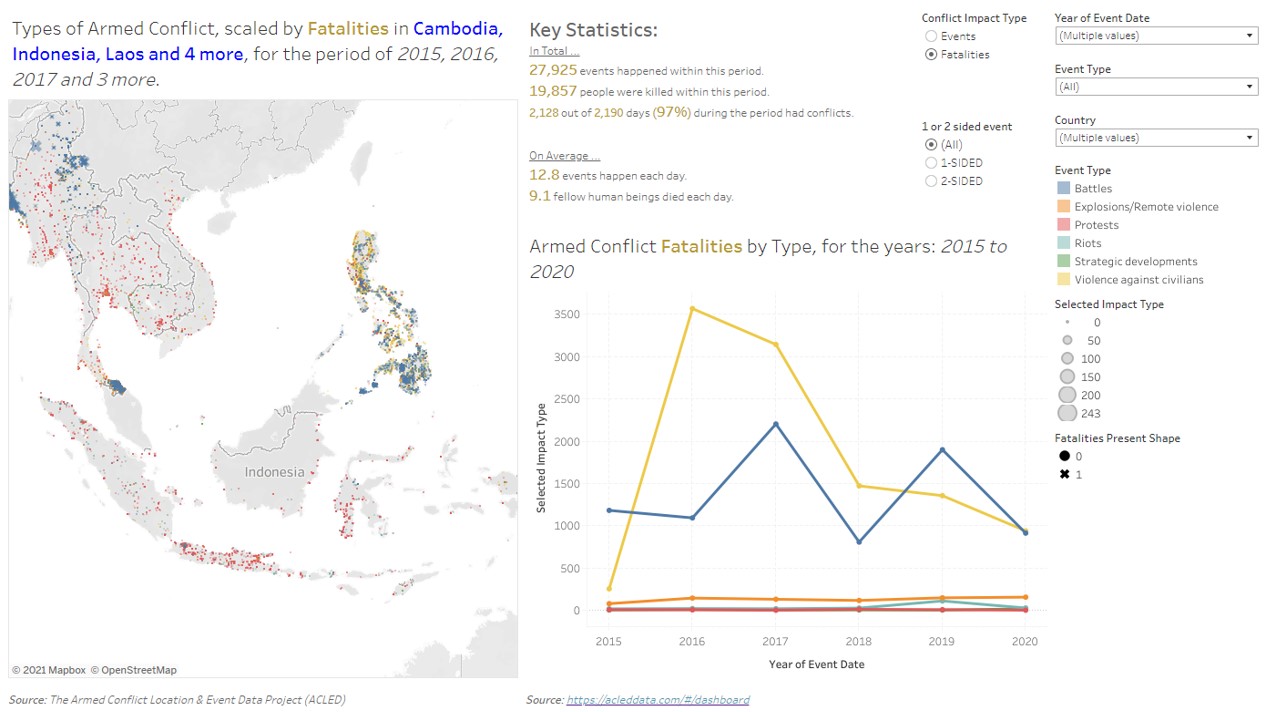 Types of Armed Conflict, scaled by Fatalities in Cambodia,
Indonesia, Laos and 4 more, for the period of 2015, 2016,
2017 and 3 more.
Indonesia
© 2021 Mapbox © OpenStreetMap
Source: The Armed Conflict Location & Event Data Project (ACLED)
Key Statistics:
In Total ...
27,925 events happened within this period.
19,857 people were killed within this period.
2,128 out of 2,190 days (97%) during the period had conflicts.
On Average ...
12.8 events happen each day.
9.1 fellow human beings died each day.
Armed Conflict Fatalities by Type, for the years: 2015 to
2020
Selected Impact Type
3500
3000
2500
2000
1500
1000
500
0
2015 2016 2017 2018 2019 2020
Year of Event Date
Source: https://acleddata.com/#/dashboard
Conflict Impact Type
Events
Fatalities
1 or 2 sided event
(All)
1-SIDED
2-SIDED
Year of Event Date
(Multiple values)
Event Type
(All)
Country
(Multiple values)
Event Type
Battles
Explosions/Remote violence
Protests
Riots
Strategic developments
Violence against civilians
Selected Impact Type
0
50
100
150
200
243
Fatalities Present Shape
0
1